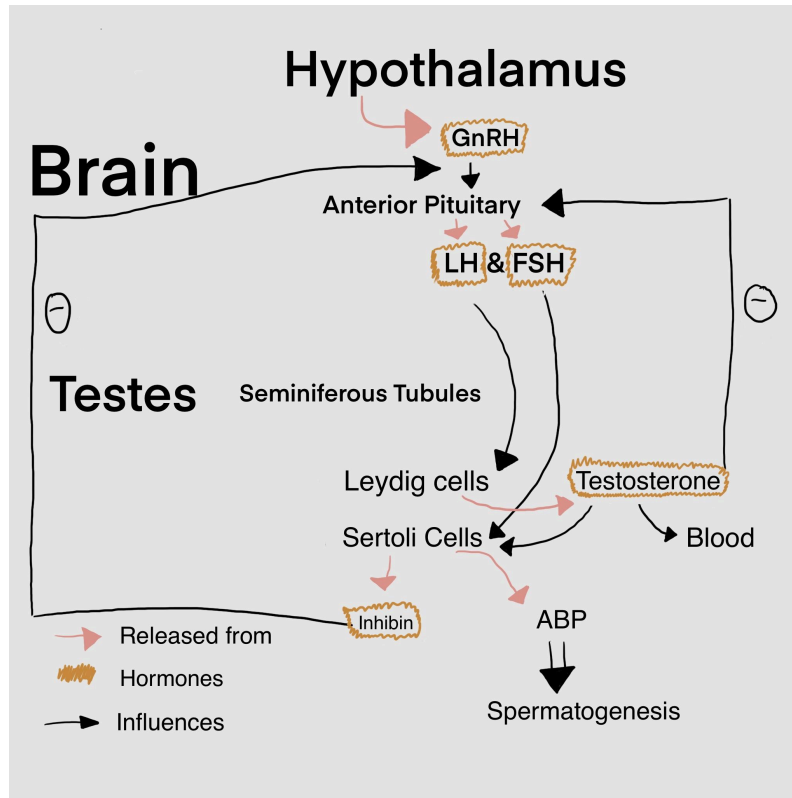 Hypothalamus
GnRH
Brain
Anterior Pituitary
LH & FSH
−
−
Testes
Seminiferous Tubules
Leydig cells
Testosterone
Sertoli Cells
Blood
Inhibin
ABP
Released from
Hormones
Spermatogenesis
Influences